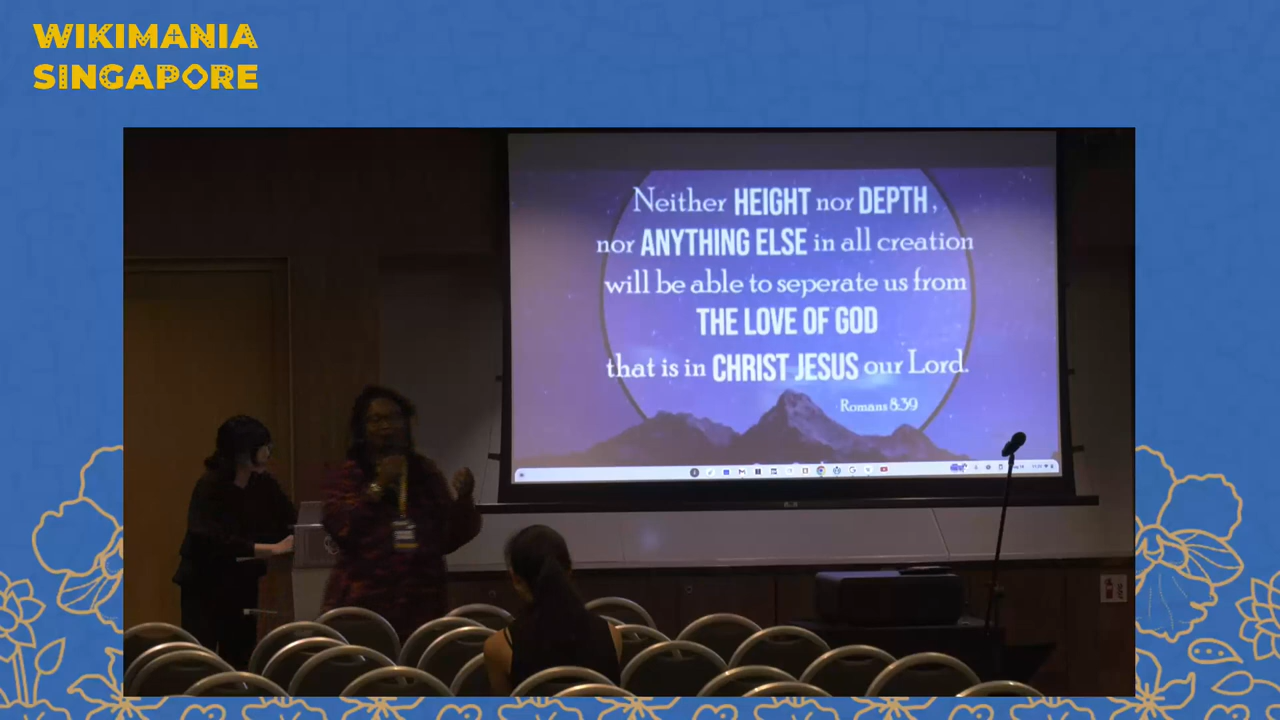 WIKIMANIA
SINGAPORE
Neither HEIGHT nor DEPTH,
nor ANYTHING ELSE in all creation
will be able to seperate us from
THE LOVE OF GOD
that is in CHRIST JESUS our Lord.
Romans 8:39